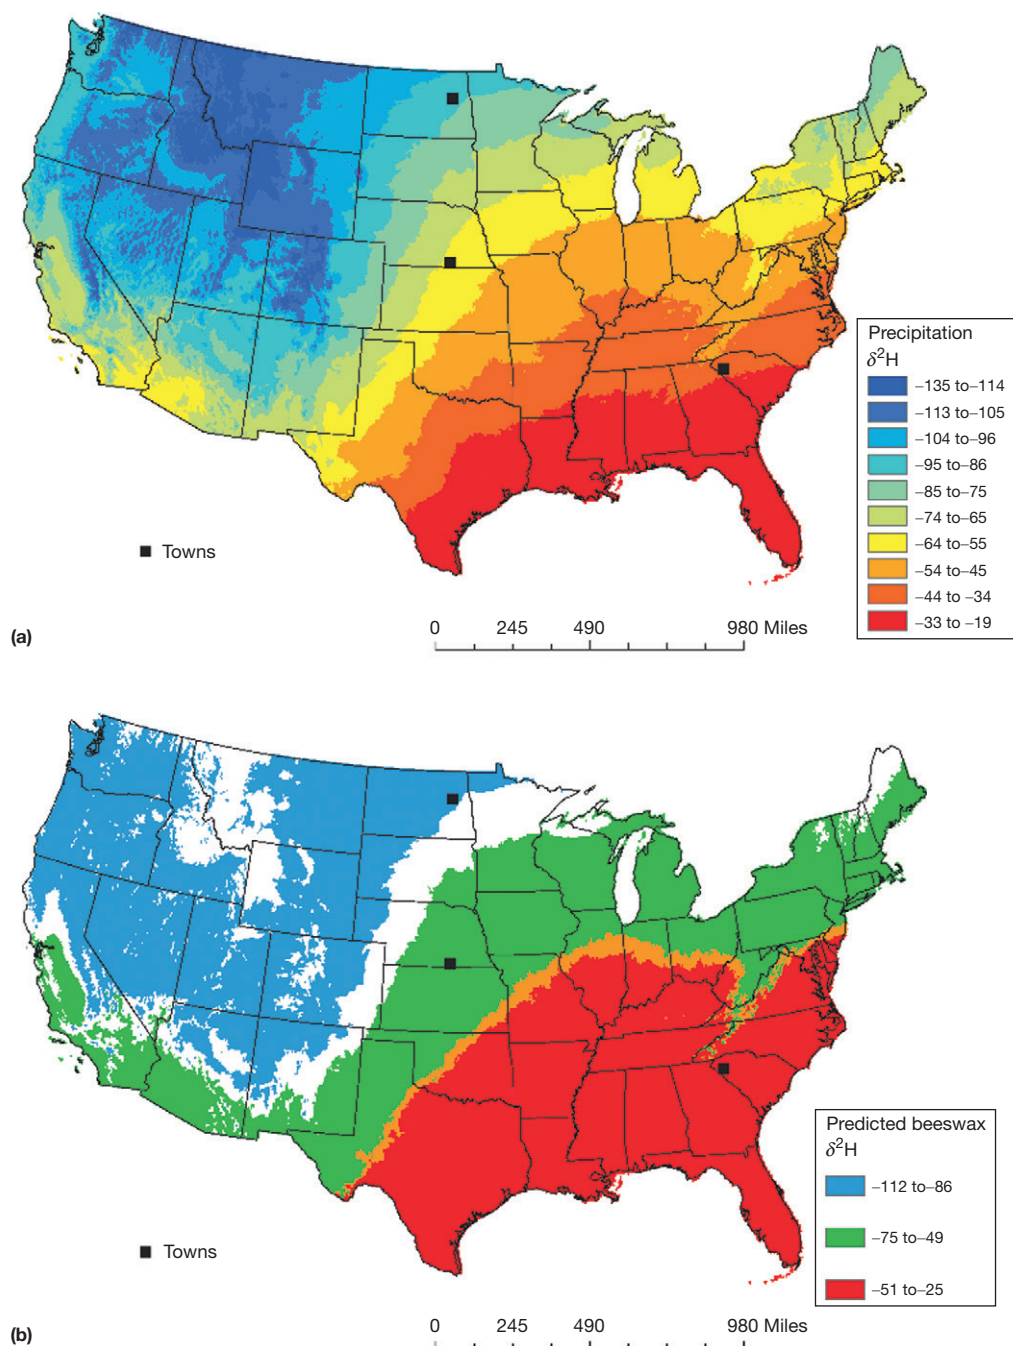 Precipitation
δ²H
−135 to−114
−113 to−105
−104 to−96
−95 to−86
−85 to−75
−74 to−65
−64 to−55
−54 to−45
−44 to −34
−33 to −19
Towns
(a)
0 245 490 980 Miles
Predicted beeswax
δ²H
−112 to−86
−75 to−49
−51 to−25
Towns
(b)
0 245 490 980 Miles